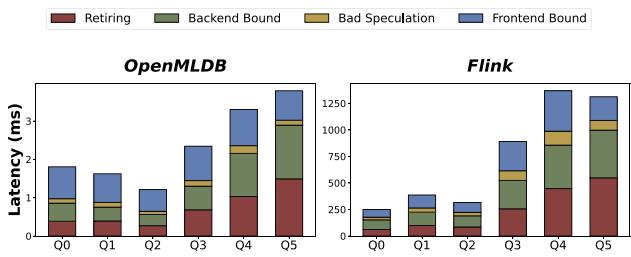 Retiring Backend Bound Bad Speculation Frontend Bound
OpenMLDB Flink
Latency (ms)
3
2
1
0
Q0 Q1 Q2 Q3 Q4 Q5
1250
1000
750
500
250
0
Q0 Q1 Q2 Q3 Q4 Q5